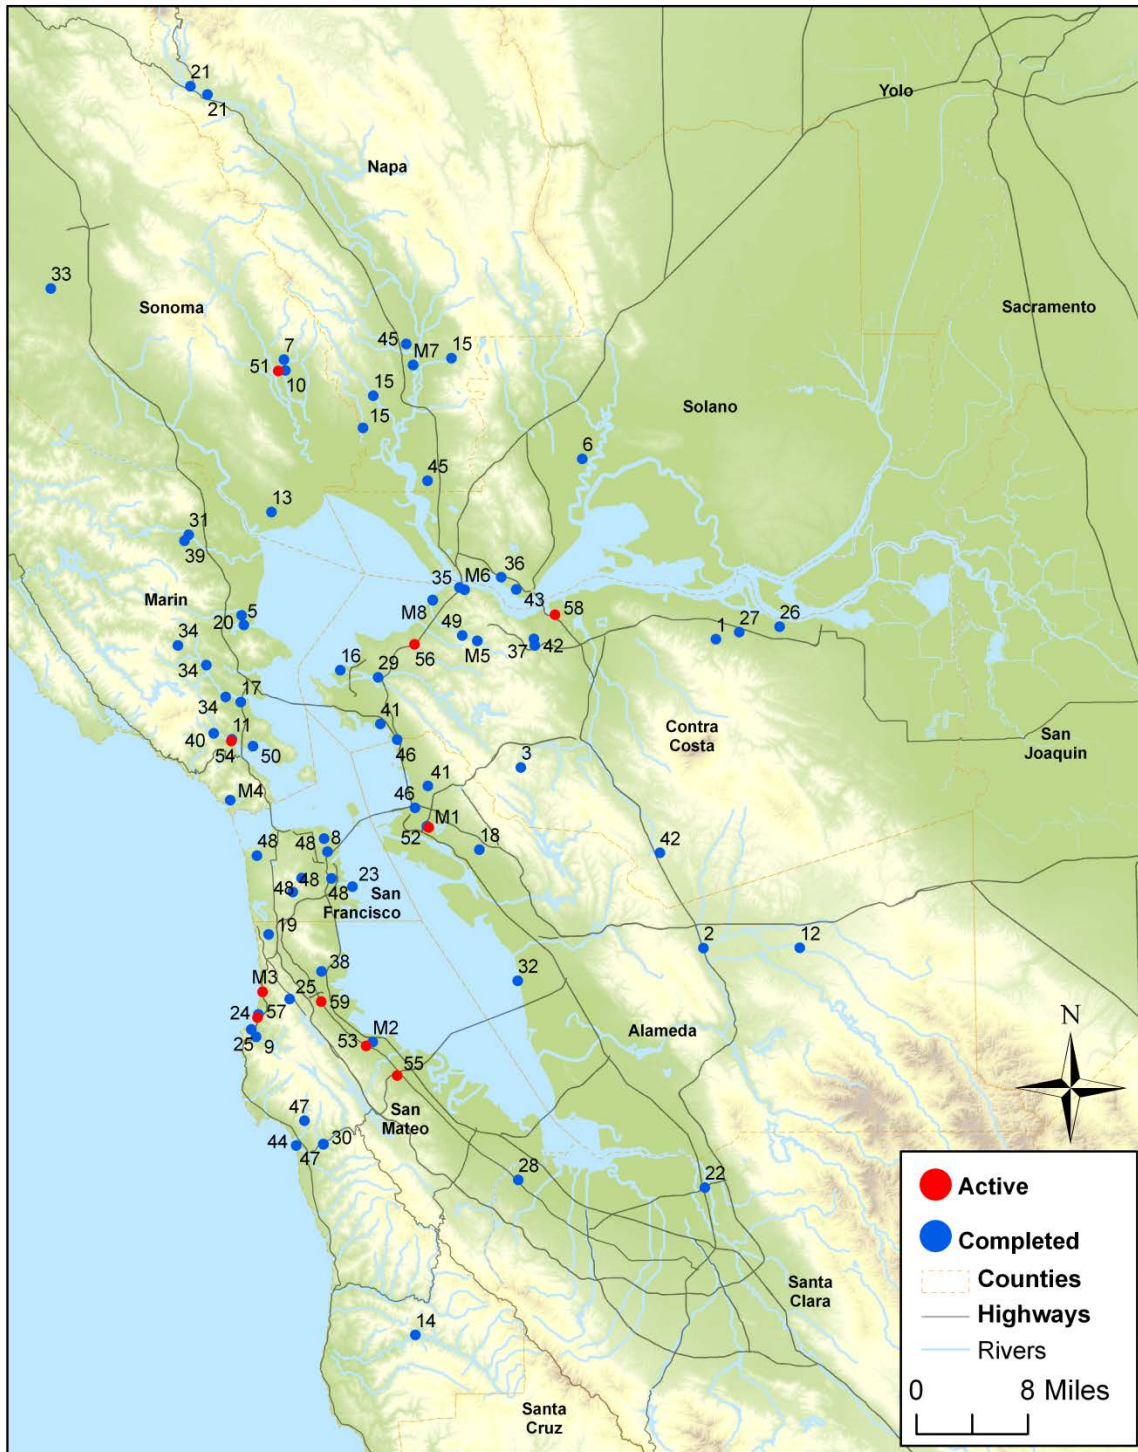 21
21
Yolo
Napa
33
Sonoma
Sacramento
7
51
10
45
M7
15
15
15
Solano
6
45
13
31
39
Marin
35
M6
36
43
58
M8
5
20
49
M5
37
42
1
27
26
34
34
56
16
29
17
34
40
11
54
50
41
46
Contra
Costa
San
Joaquin
3
M4
41
46
M1
52
18
42
48
48
8
48
48
48
23
San
Francisco
19
2
12
38
32
M3
25
59
24
57
25
9
M2
53
55
Alameda
N
San
Mateo
47
44
47
30
28
22
Santa
Clara
14
Santa
Cruz
Active
Completed
Counties
Highways
Rivers
0 8 Miles